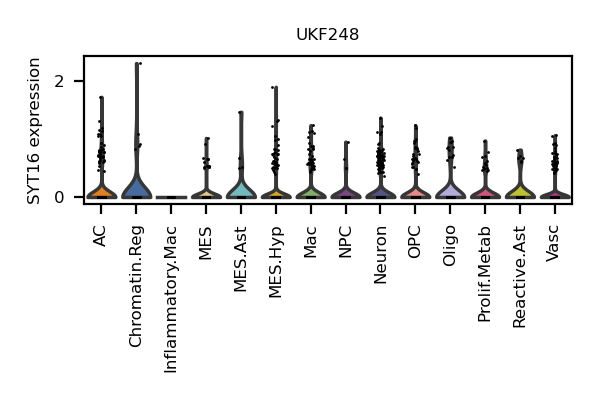 UKF248
SYT16 expression
2
0
AC
Chromatin.Reg
Inflammatory.Mac
MES
MES.Ast
MES.Hyp
Mac
NPC
Neuron
OPC
Oligo
Prolif.Metab
Reactive.Ast
Vasc